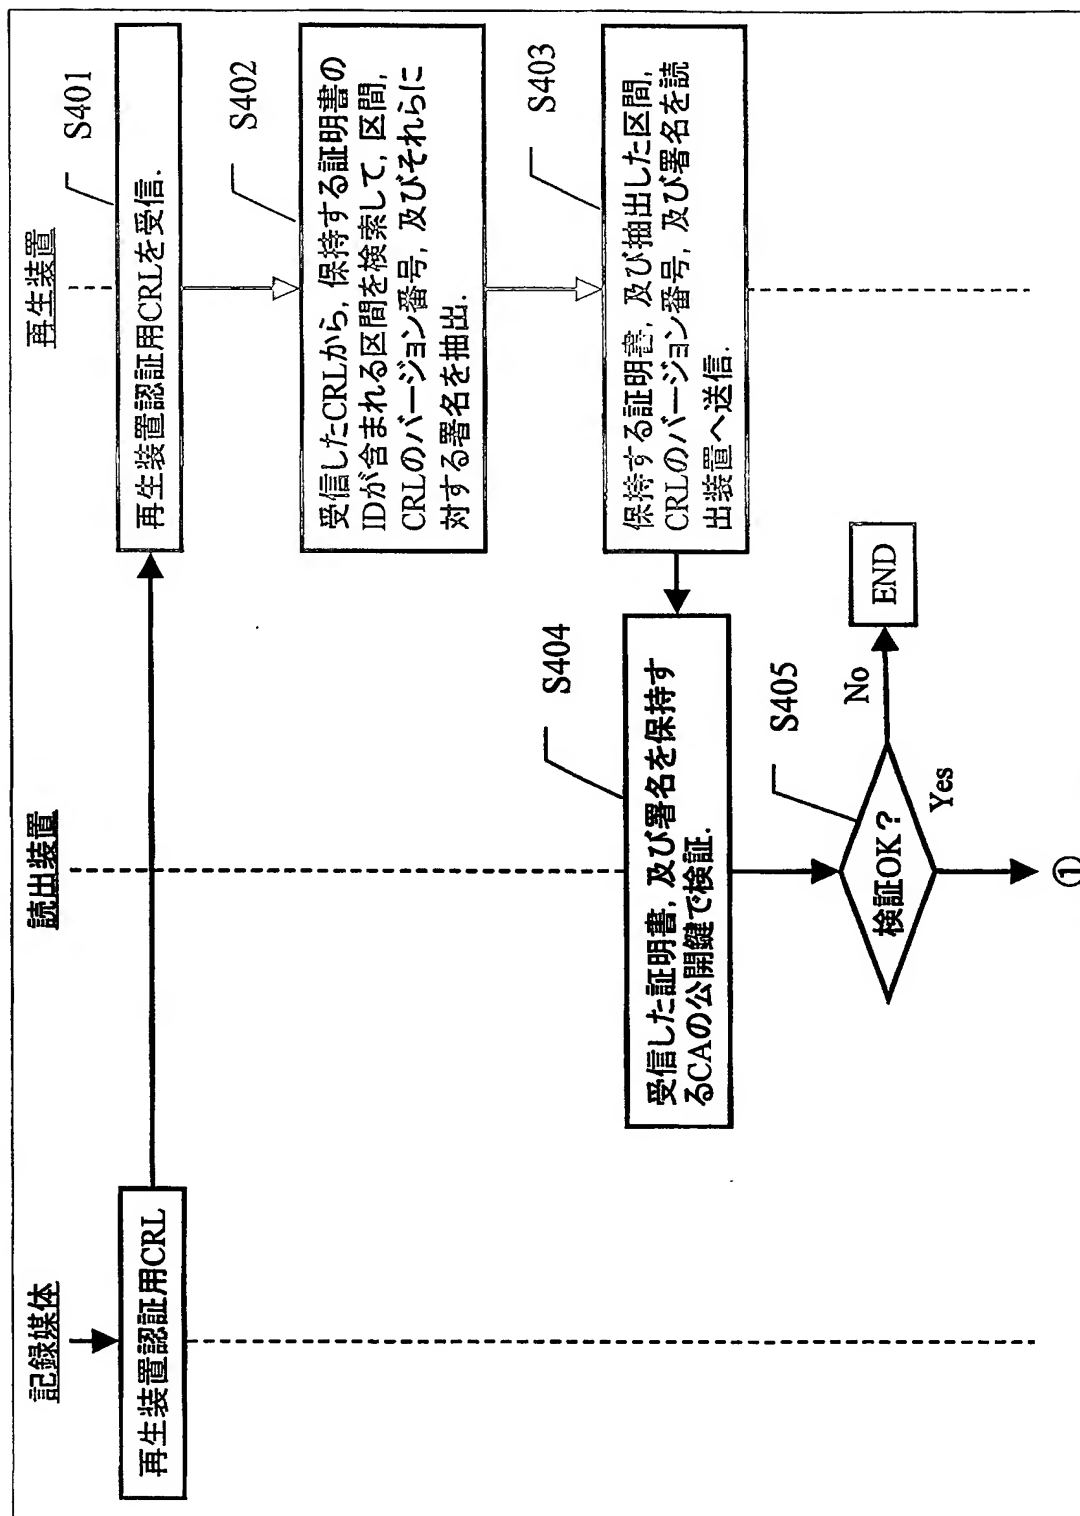 記録媒体
読出装置
再生装置
再生装置認証用CRL
S401
再生装置認証用CRLを受信.
S402
受信したCRLから, 保持する証明書の
IDが含まれる区間を検索して, 区間,
CRLのバージョン番号, 及びそれらに
対する署名を抽出.
S403
保持する証明書, 及び抽出した区間,
CRLのバージョン番号, 及び署名を読
出装置へ送信.
S404
受信した証明書, 及び署名を保持す
るCAの公開鍵で検証.
S405
検証OK?
No
END
Yes
①